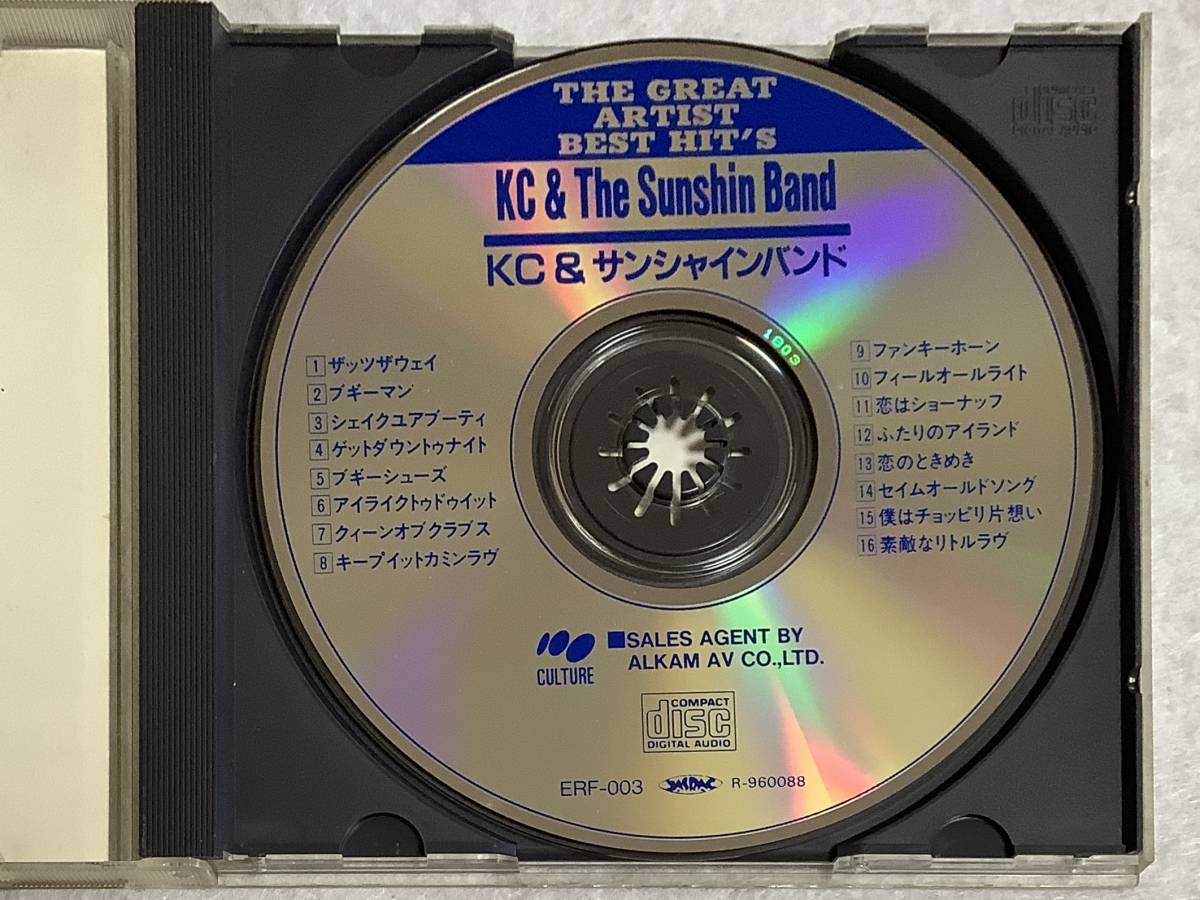 THE GREAT
ARTIST
BEST HIT'S
KC & The Sunshin Band
KC & サンシャインバンド
1803
1 ザッツザウェイ
2 ブギーマン
3 シェイクユアブーティ
4 ゲットダウントゥナイト
5 ブギーシューズ
6 アイライクトゥドゥイット
7 クィーンオブクラブス
8 キープイットカミンラヴ
9 ファンキーホーン
10 フィールオールライト
11 恋はショーナッフ
12 ふたりのアイランド
13 恋のときめき
14 セイムオールドソング
15 僕はチョッピリ片想い
16 素敵なリトルラヴ
CULTURE
■SALES AGENT BY
ALKAM AV CO.,LTD.
COMPACT
disc
DIGITAL AUDIO
ERF-003
JASRAC
R-960088
disc